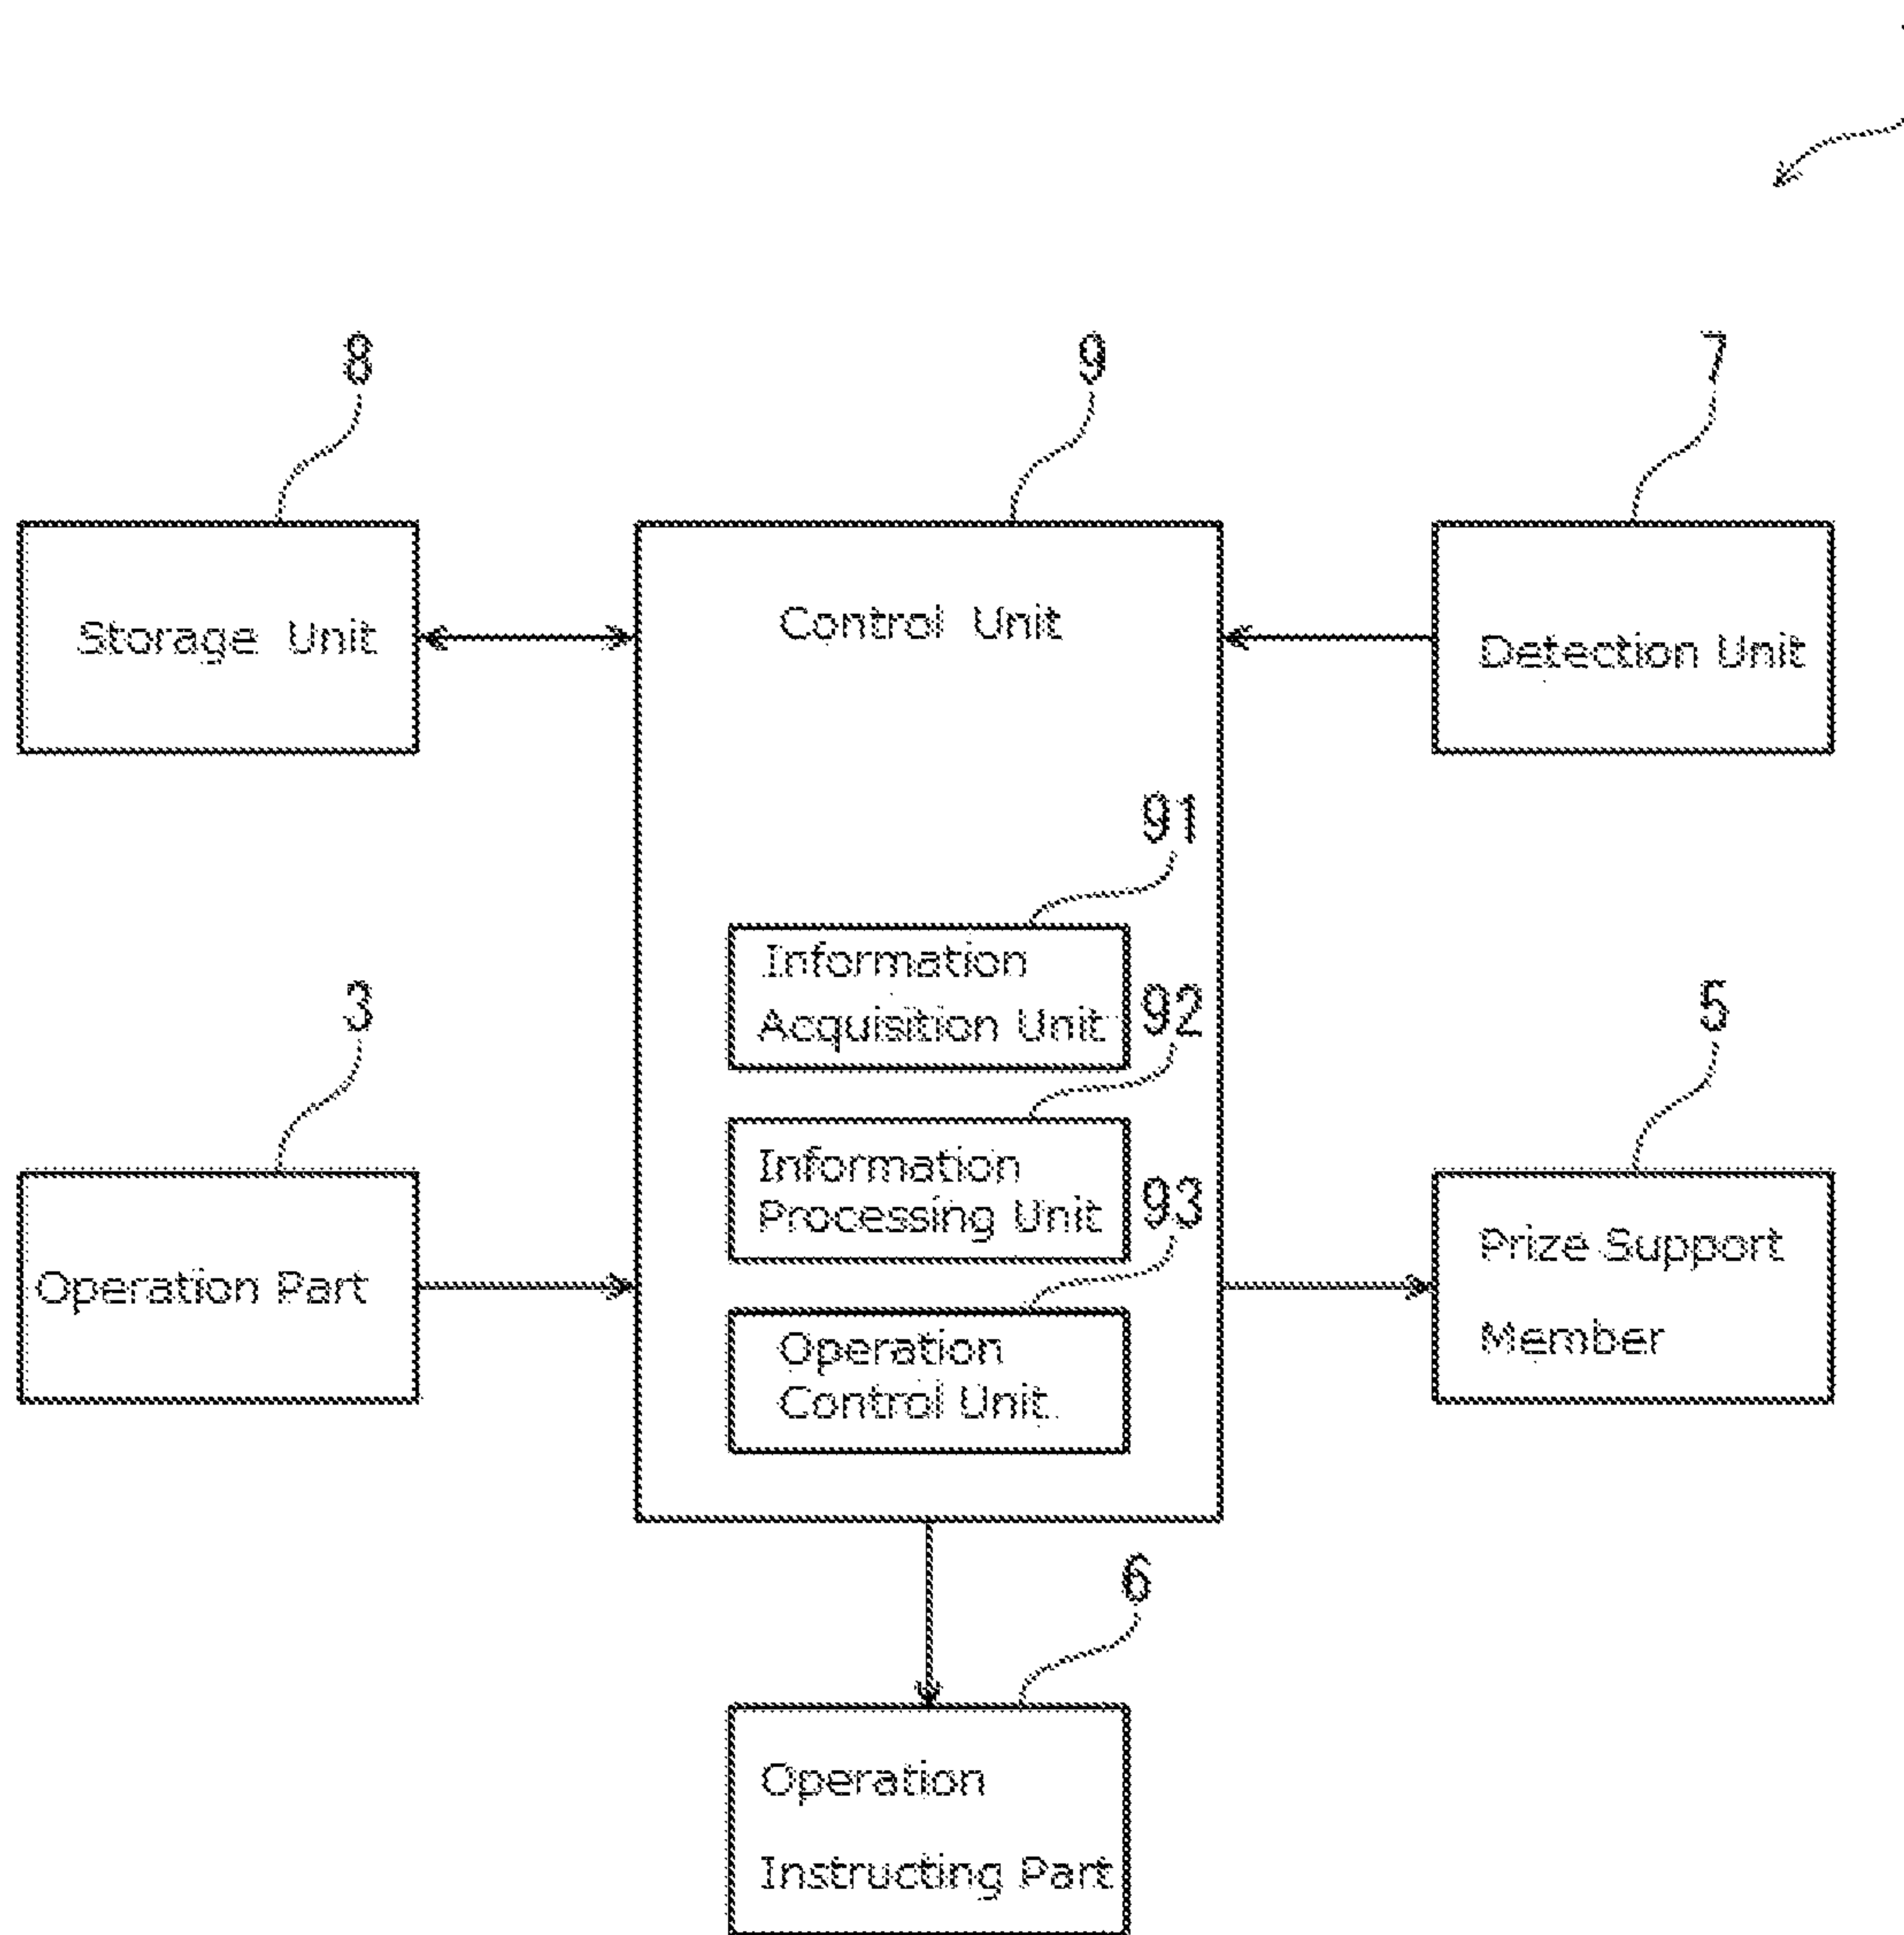 8
9
7
Storage Unit
Control Unit
Detection Unit
91
Information
Acquisition Unit
92
3
5
Information
Processing Unit
93
Operation Part
Prize Support
Member
Operation
Control Unit
6
Operation
Instructing Part